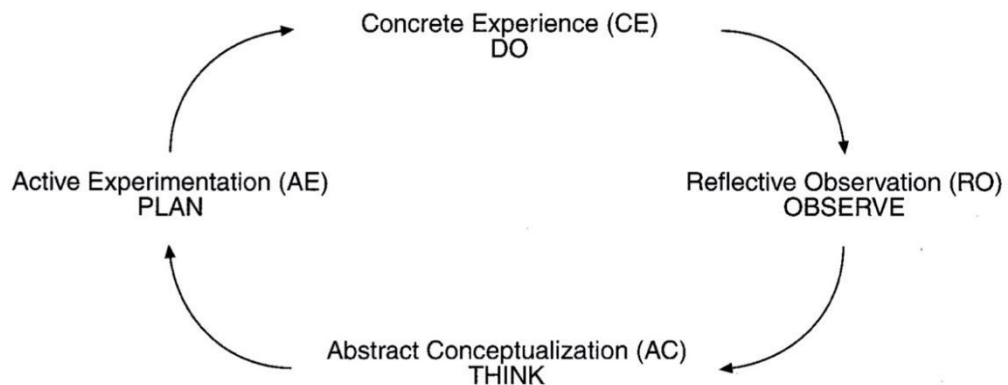 Concrete Experience (CE)
DO
Active Experimentation (AE)
PLAN
Reflective Observation (RO)
OBSERVE
Abstract Conceptualization (AC)
THINK